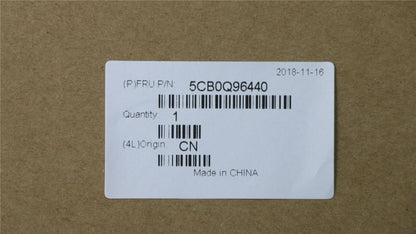 2018-11-16
(P)FRU P/N: 5CB0Q96440
Quantity: 1
(4L)Origin: CN
Made in CHINA